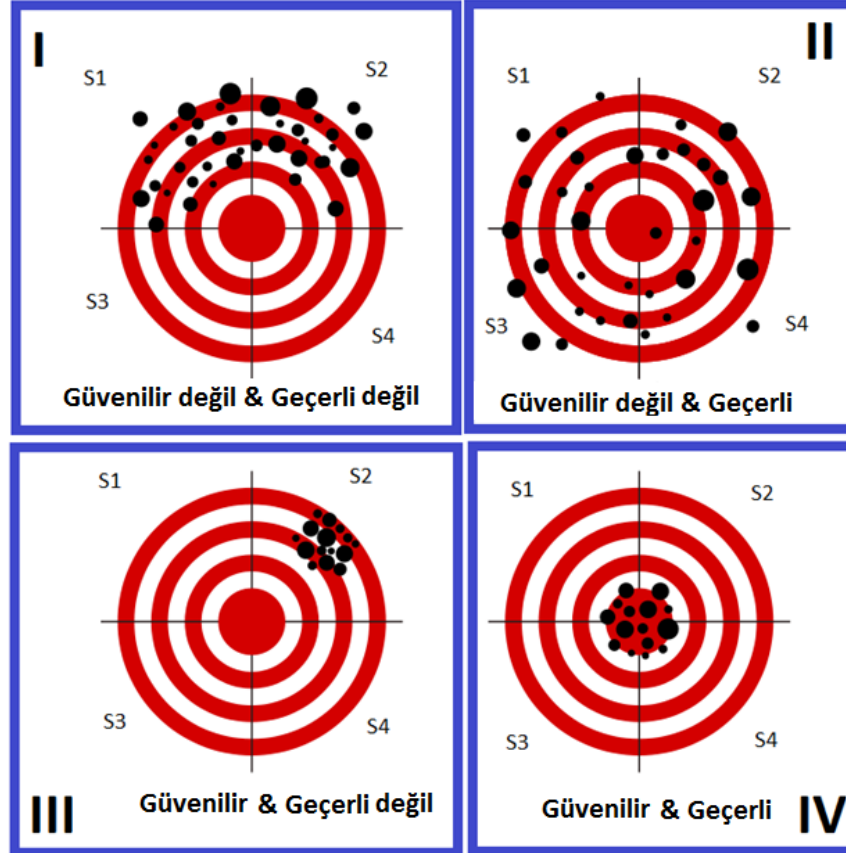 I
S1
S2
S3
S4
Güvenilir değil & Geçerli değil
II
S1
S2
S3
S4
Güvenilir değil & Geçerli
S1
S2
S3
S4
III
Güvenilir & Geçerli değil
S1
S2
S3
S4
Güvenilir & Geçerli
IV